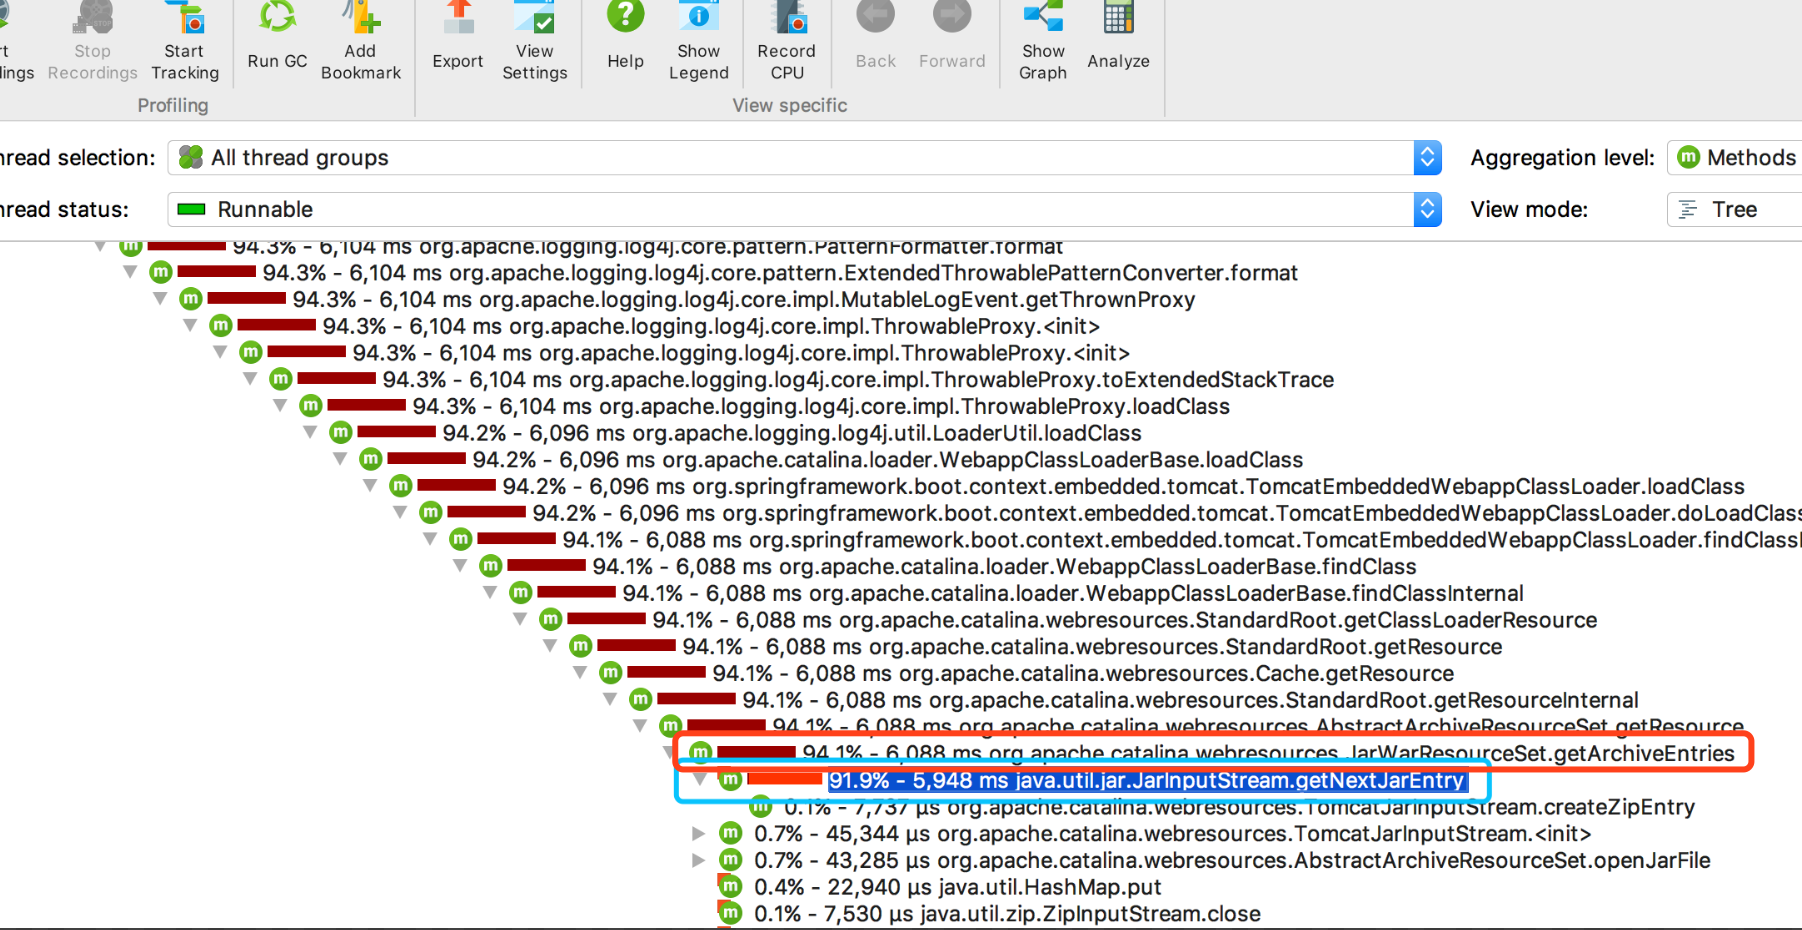 rt
lings
Stop
Recordings
Start
Tracking
Run GC
Add
Bookmark
Export
View
Settings
Help
Show
Legend
Record
CPU
Back
Forward
Show
Graph
Analyze
Profiling
View specific
hread selection:
All thread groups
Aggregation level:
Methods
hread status:
Runnable
View mode:
Tree
94.3% - 6,104 ms org.apache.logging.log4j.core.pattern.PatternFormatter.format
94.3% - 6,104 ms org.apache.logging.log4j.core.pattern.ExtendedThrowablePatternConverter.format
94.3% - 6,104 ms org.apache.logging.log4j.core.impl.MutableLogEvent.getThrownProxy
94.3% - 6,104 ms org.apache.logging.log4j.core.impl.ThrowableProxy.<init>
94.3% - 6,104 ms org.apache.logging.log4j.core.impl.ThrowableProxy.<init>
94.3% - 6,104 ms org.apache.logging.log4j.core.impl.ThrowableProxy.toExtendedStackTrace
94.3% - 6,104 ms org.apache.logging.log4j.core.impl.ThrowableProxy.loadClass
94.2% - 6,096 ms org.apache.logging.log4j.util.LoaderUtil.loadClass
94.2% - 6,096 ms org.apache.catalina.loader.WebappClassLoaderBase.loadClass
94.2% - 6,096 ms org.springframework.boot.context.embedded.tomcat.TomcatEmbeddedWebappClassLoader.loadClass
94.2% - 6,096 ms org.springframework.boot.context.embedded.tomcat.TomcatEmbeddedWebappClassLoader.doLoadClas
94.1% - 6,088 ms org.springframework.boot.context.embedded.tomcat.TomcatEmbeddedWebappClassLoader.findClass
94.1% - 6,088 ms org.apache.catalina.loader.WebappClassLoaderBase.findClass
94.1% - 6,088 ms org.apache.catalina.loader.WebappClassLoaderBase.findClassInternal
94.1% - 6,088 ms org.apache.catalina.webresources.StandardRoot.getClassLoaderResource
94.1% - 6,088 ms org.apache.catalina.webresources.StandardRoot.getResource
94.1% - 6,088 ms org.apache.catalina.webresources.Cache.getResource
94.1% - 6,088 ms org.apache.catalina.webresources.StandardRoot.getResourceInternal
94.1% - 6,088 ms org.apache.catalina.webresources.AbstractArchiveResourceSet.getResource
94.1% - 6,088 ms org.apache.catalina.webresources.JarWarResourceSet.getArchiveEntries
91.9% - 5,948 ms java.util.jar.JarInputStream.getNextJarEntry
0.1% - 7,737 µs org.apache.catalina.webresources.TomcatJarInputStream.createZipEntry
0.7% - 45,344 µs org.apache.catalina.webresources.TomcatJarInputStream.<init>
0.7% - 43,285 µs org.apache.catalina.webresources.AbstractArchiveResourceSet.openJarFile
0.4% - 22,940 µs java.util.HashMap.put
0.1% - 7,530 µs java.util.zip.ZipInputStream.close